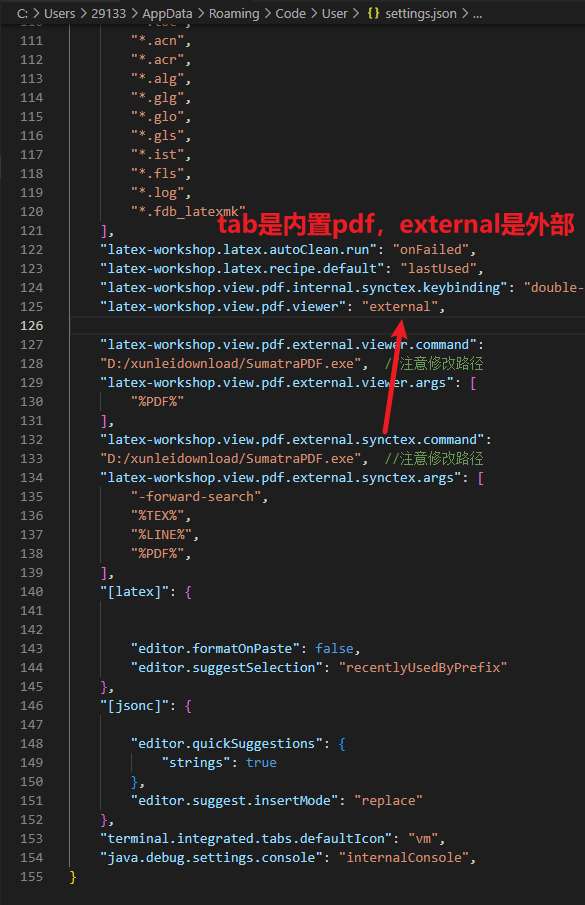 C: > Users > 29133 > AppData > Roaming > Code > User > {} settings.json > ...
111 "*.acn",
112 "*.acr",
113 "*.alg",
114 "*.glg",
115 "*.glo",
116 "*.gls",
117 "*.ist",
118 "*.fls",
119 "*.log",
120 "*.fdb_latexmk"
tab是内置pdf，external是外部
121 ],
122 "latex-workshop.latex.autoClean.run": "onFailed",
123 "latex-workshop.latex.recipe.default": "lastUsed",
124 "latex-workshop.view.pdf.internal.synctex.keybinding": "double-
125 "latex-workshop.view.pdf.viewer": "external",
126
127 "latex-workshop.view.pdf.external.viewer.command":
128 "D:/xunleidownload/SumatraPDF.exe", //注意修改路径
129 "latex-workshop.view.pdf.external.viewer.args": [
130 "%PDF%"
131 ],
132 "latex-workshop.view.pdf.external.synctex.command":
133 "D:/xunleidownload/SumatraPDF.exe", //注意修改路径
134 "latex-workshop.view.pdf.external.synctex.args": [
135 "-forward-search",
136 "%TEX%",
137 "%LINE%",
138 "%PDF%",
139 ],
140 "[latex]": {
141
142
143 "editor.formatOnPaste": false,
144 "editor.suggestSelection": "recentlyUsedByPrefix"
145 },
146 "[jsonc]": {
147
148 "editor.quickSuggestions": {
149 "strings": true
150 },
151 "editor.suggest.insertMode": "replace"
152 },
153 "terminal.integrated.tabs.defaultIcon": "vm",
154 "java.debug.settings.console": "internalConsole",
155 }